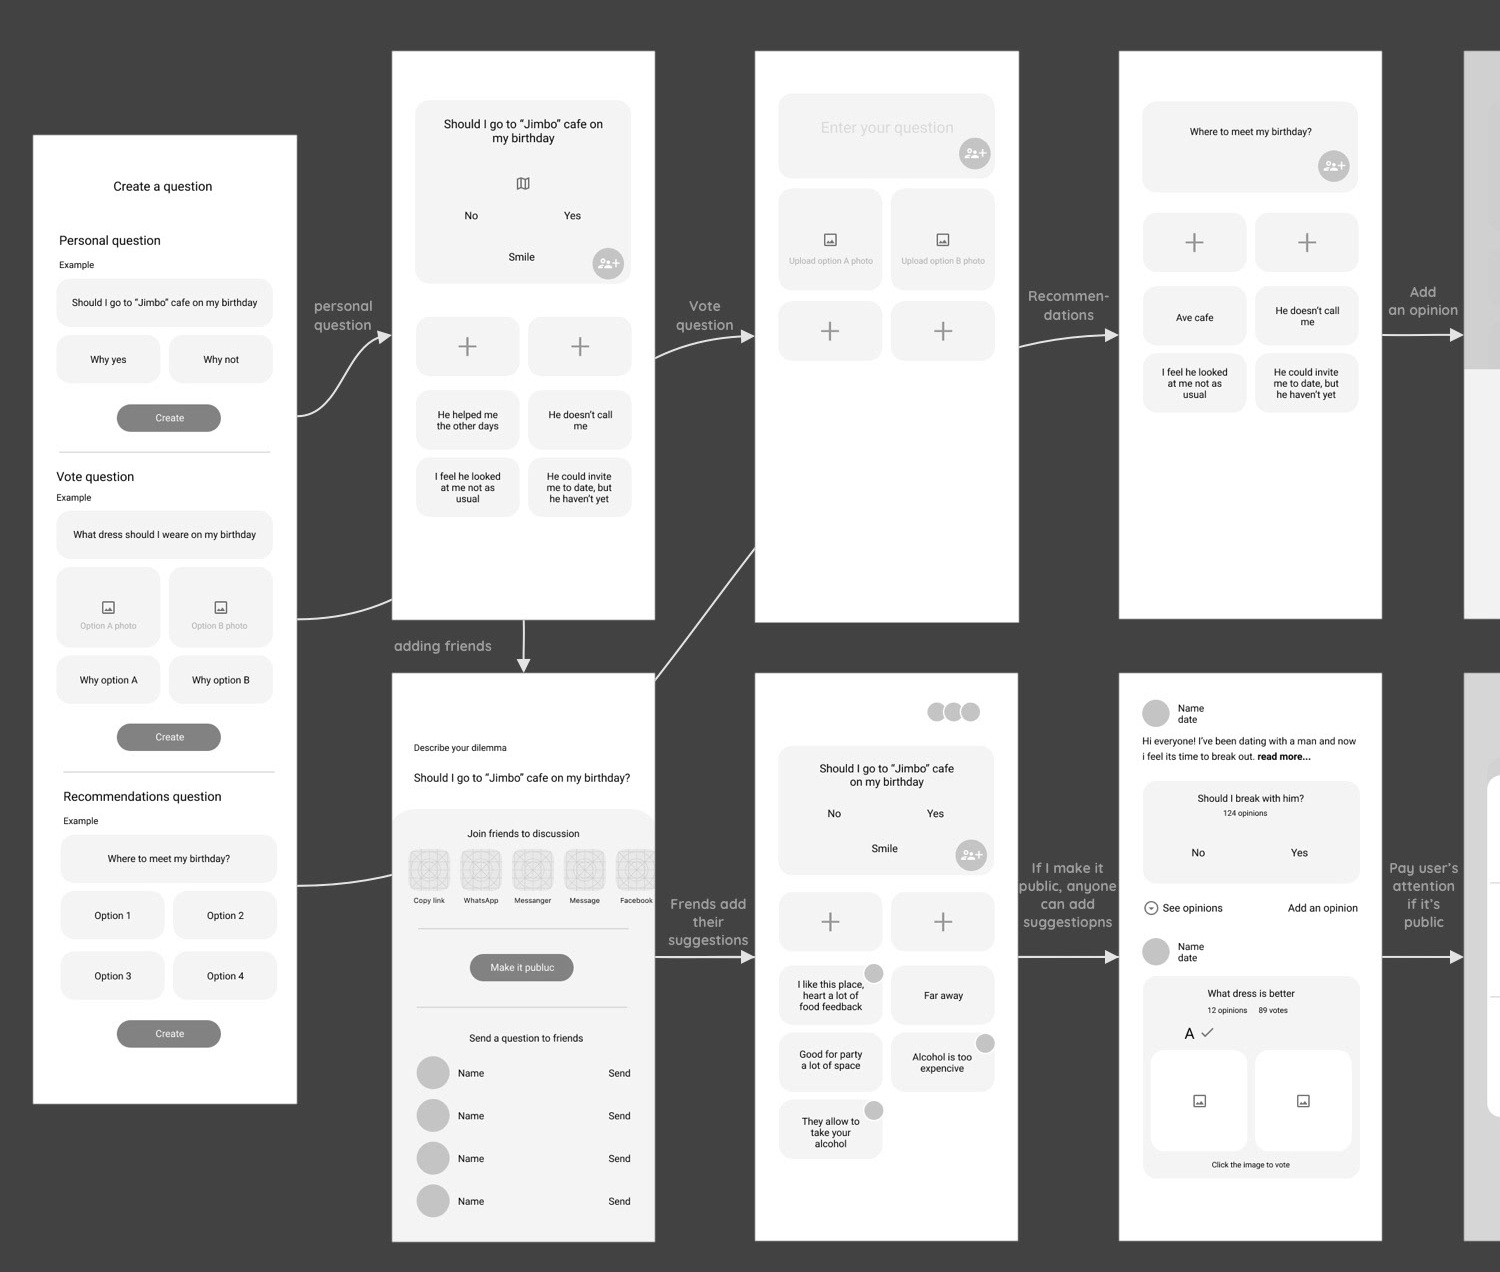 Create a question
Personal question
Example
Should I go to “Jimbo” cafe on my birthday
Why yes
Why not
Create
Vote question
Example
What dress should I weare on my birthday
Option A photo
Option B photo
Why option A
Why option B
Create
Recommendations question
Example
Where to meet my birthday?
Option 1
Option 2
Option 3
Option 4
Create
personal
question
Should I go to “Jimbo” cafe on
my birthday
No
Yes
Smile
He helped me
the other days
He doesn’t call
me
I feel he looked
at me not as
usual
He could invite
me to date, but
he haven’t yet
Vote
question
Enter your question
Upload option A photo
Upload option B photo
Recommen-
dations
Where to meet my birthday?
Ave cafe
He doesn’t call
me
I feel he looked
at me not as
usual
He could invite
me to date, but
he haven’t yet
Add
an opinion
adding friends
Describe your dilemma
Should I go to “Jimbo” cafe on my birthday?
Join friends to discussion
Copy link
WhatsApp
Messanger
Message
Facebook
Make it publuc
Send a question to friends
Name
Send
Name
Send
Name
Send
Name
Send
Frends add
their
suggestions
Should I go to “Jimbo” cafe
on my birthday
No
Yes
Smile
I like this place,
heart a lot of
food feedback
Far away
Good for party
a lot of space
Alcohol is too
expencive
They allow to
take your
alcohol
If I make it
public, anyone
can add
suggestiopns
Name
date
Hi everyone! I’ve been dating with a man and now
i feel its time to break out. read more...
Should I break with him?
124 opinions
No
Yes
See opinions
Add an opinion
Name
date
What dress is better
12 opinions
89 votes
A
Click the image to vote
Pay user’s
attention
if it’s
public